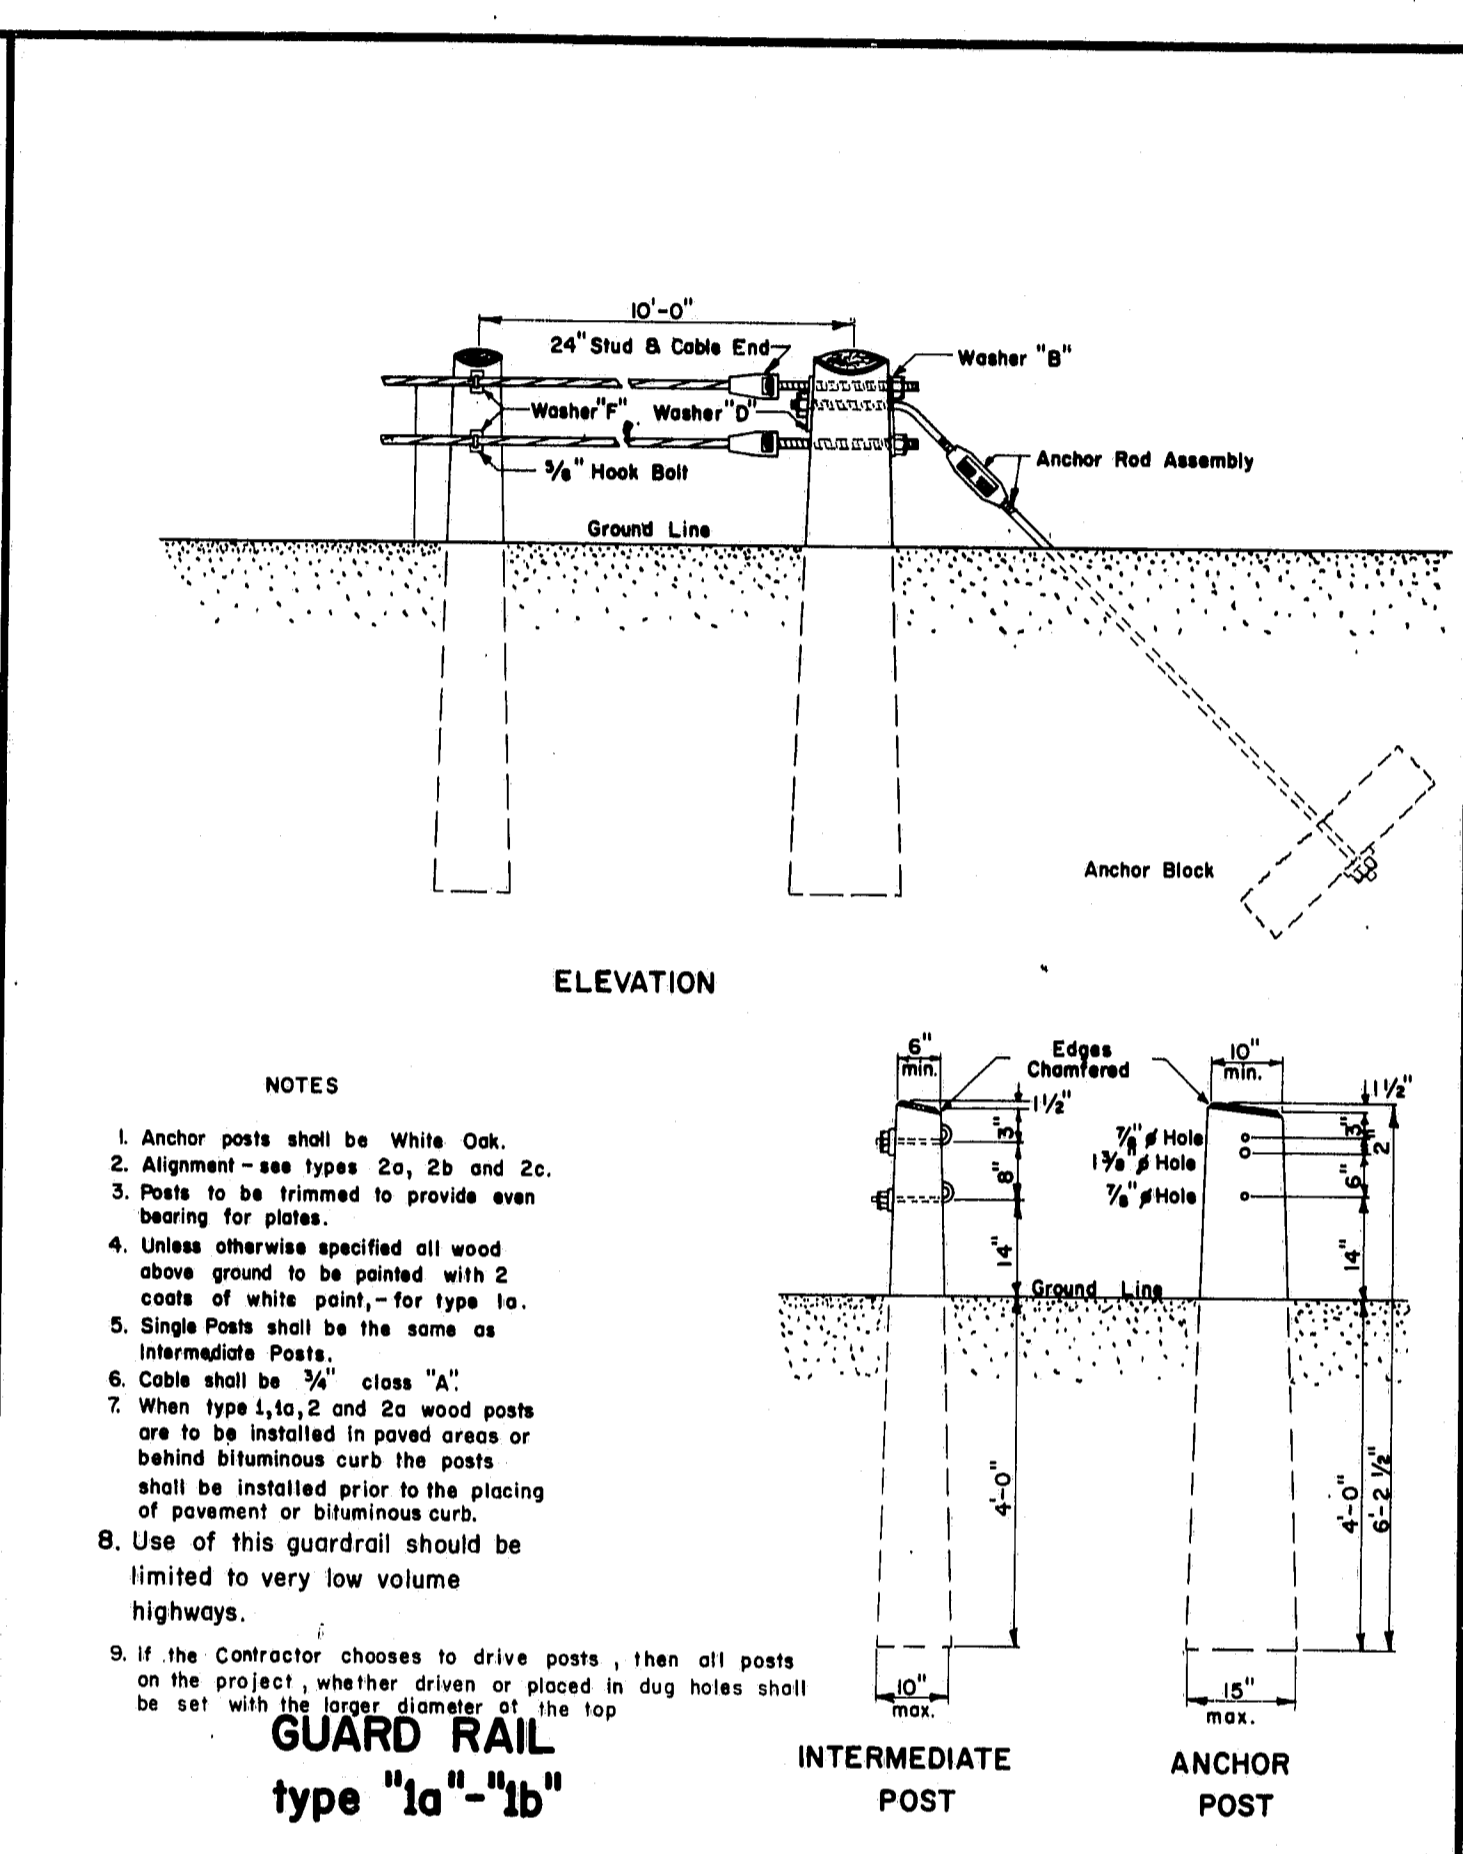 10'-0"
24" Stud & Cable End
Washer "B"
Washer "F"
Washer "D"
5/8" Hook Bolt
Anchor Rod Assembly
Ground Line
Anchor Block
ELEVATION
NOTES
1. Anchor posts shall be White Oak.
2. Alignment - see types 2a, 2b and 2c.
3. Posts to be trimmed to provide even
bearing for plates.
4. Unless otherwise specified all wood
above ground to be painted with 2
coats of white paint, - for type 1a.
5. Single Posts shall be the same as
Intermediate Posts.
6. Cable shall be 3/4" class "A".
7. When type 1, 1a, 2 and 2a wood posts
are to be installed in paved areas or
behind bituminous curb the posts
shall be installed prior to the placing
of pavement or bituminous curb.
8. Use of this guardrail should be
limited to very low volume
highways.
9. If the Contractor chooses to drive posts , then all posts
on the project , whether driven or placed in dug holes shall
be set with the larger diameter at the top
GUARD RAIL
type "1a"-"1b"
6"
min.
Edges
Chamfered
1 1/2"
3"
8"
14"
4'-0"
10"
max.
INTERMEDIATE
POST
10"
min.
1 1/2"
7/8" ø Hole
1 3/8" ø Hole
7/8" ø Hole
3"
2"
6"
14"
Ground Line
4'-0"
6'-2 1/2"
15"
max.
ANCHOR
POST